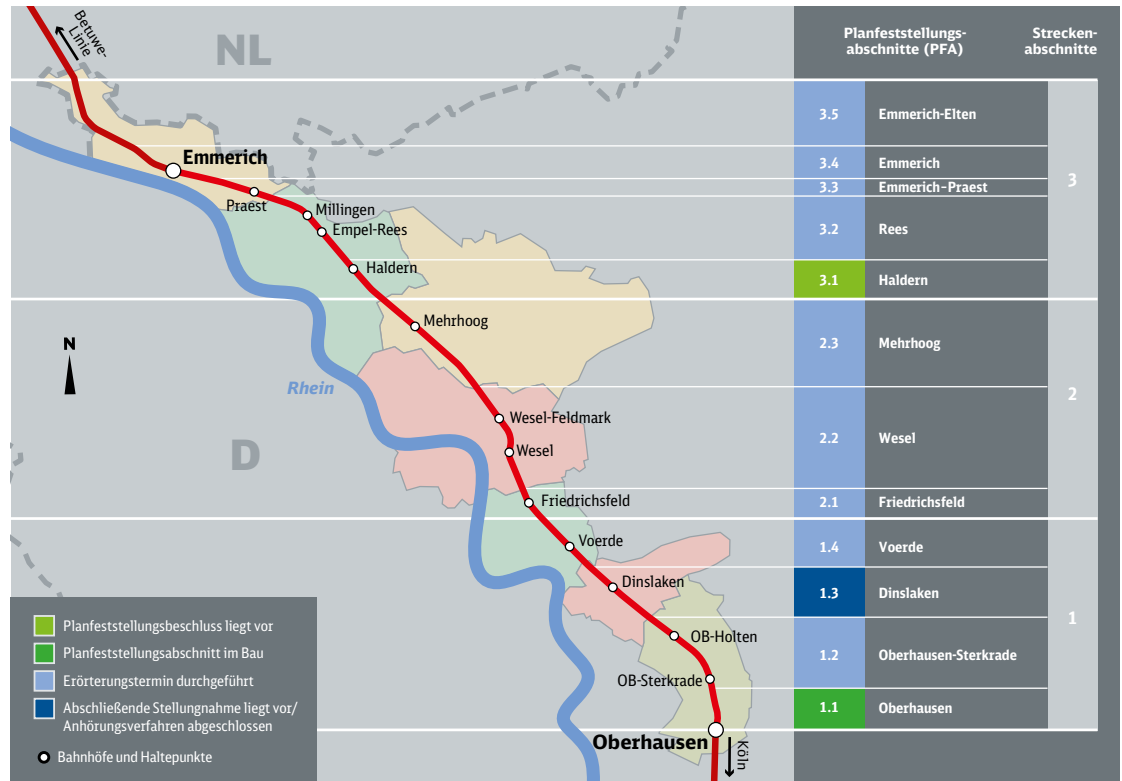 Betuwe-
Linie
NL
Emmerich
Praest
Millingen
Empel-Rees
Haldern
Mehrhoog
N
Rhein
D
Wesel-Feldmark
Wesel
Friedrichsfeld
Voerde
Dinslaken
OB-Holten
OB-Sterkrade
Oberhausen
Köln
Planfeststellungs-
abschnitte (PFA)
Strecken-
abschnitte
3.5 Emmerich-Elten
3.4 Emmerich
3.3 Emmerich-Praest
3.2 Rees
3.1 Haldern
3
2.3 Mehrhoog
2.2 Wesel
2.1 Friedrichsfeld
2
1.4 Voerde
1.3 Dinslaken
1.2 Oberhausen-Sterkrade
1.1 Oberhausen
1
Planfeststellungsbeschluss liegt vor
Planfeststellungsabschnitt im Bau
Erörterungstermin durchgeführt
Abschließende Stellungnahme liegt vor/
Anhörungsverfahren abgeschlossen
Bahnhöfe und Haltepunkte